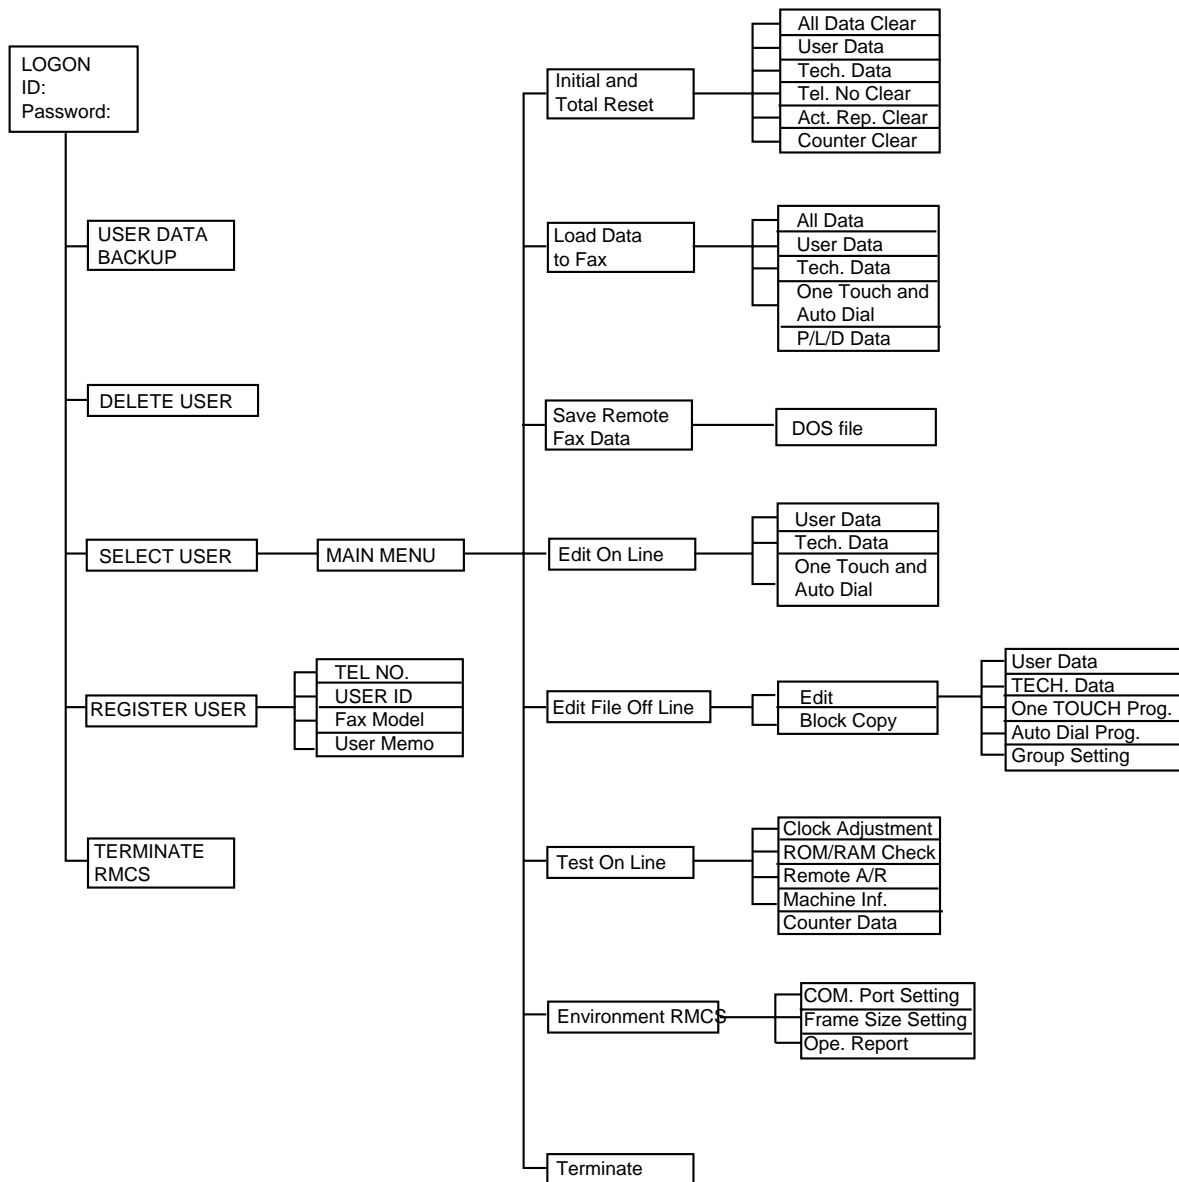 LOGON
ID:
Password:
USER DATA
BACKUP
DELETE USER
SELECT USER
MAIN MENU
REGISTER USER
TEL NO.
USER ID
Fax Model
User Memo
TERMINATE
RMCS
Initial and
Total Reset
All Data Clear
User Data
Tech. Data
Tel. No Clear
Act. Rep. Clear
Counter Clear
Load Data
to Fax
All Data
User Data
Tech. Data
One Touch and
Auto Dial
P/L/D Data
Save Remote
Fax Data
DOS file
Edit On Line
User Data
Tech. Data
One Touch and
Auto Dial
Edit File Off Line
Edit
Block Copy
User Data
TECH. Data
One TOUCH Prog.
Auto Dial Prog.
Group Setting
Test On Line
Clock Adjustment
ROM/RAM Check
Remote A/R
Machine Inf.
Counter Data
Environment RMCS
COM. Port Setting
Frame Size Setting
Ope. Report
Terminate